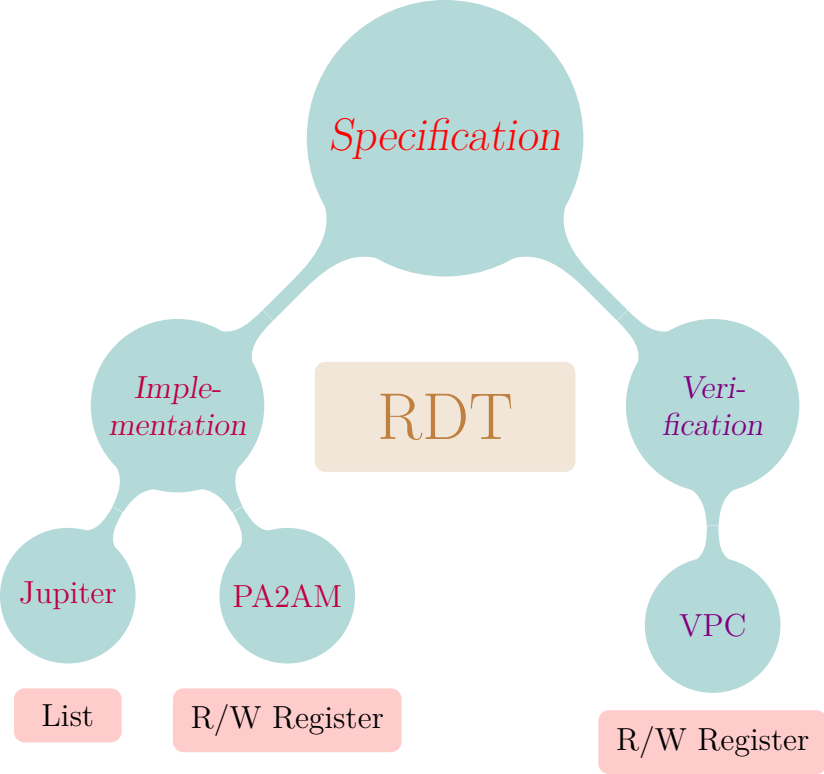 Specification
Imple-
mentation
RDT
Veri-
fication
Jupiter
PA2AM
VPC
List
R/W Register
R/W Register